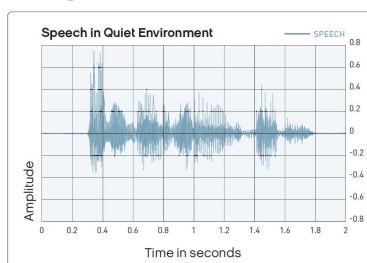 Speech in Quiet Environment
SPEECH
0.8
0.6
0.4
0.2
0
-0.2
-0.4
-0.6
-0.8
Amplitude
0 0.2 0.4 0.6 0.8 1 1.2 1.4 1.6 1.8 2
Time in seconds